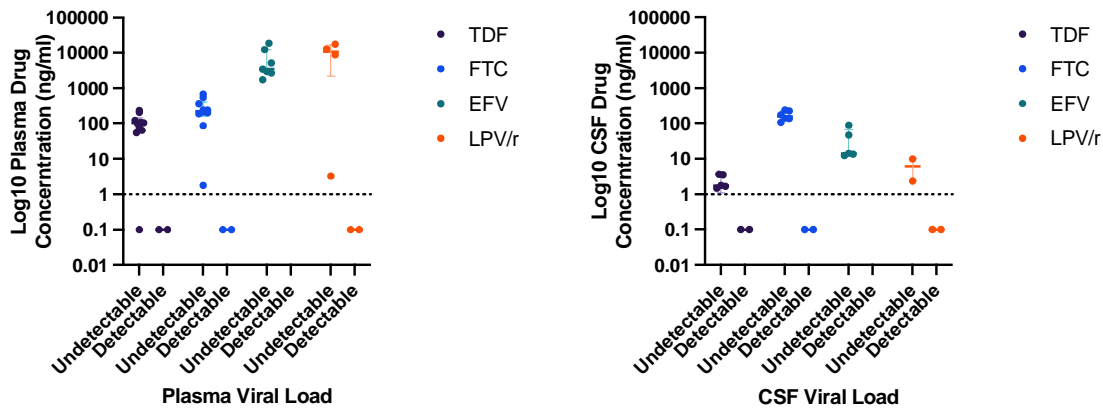 Log10 Plasma Drug
Concerntration (ng/ml)
100000
10000
1000
100
10
1
0.1
0.01
Undetectable
Detectable
Undetectable
Detectable
Undetectable
Detectable
Undetectable
Detectable
Plasma Viral Load
TDF
FTC
EFV
LPV/r
Log10 CSF Drug
Concerntration (ng/ml)
100000
10000
1000
100
10
1
0.1
0.01
Undetectable
Detectable
Undetectable
Detectable
Undetectable
Detectable
Undetectable
Detectable
CSF Viral Load
TDF
FTC
EFV
LPV/r